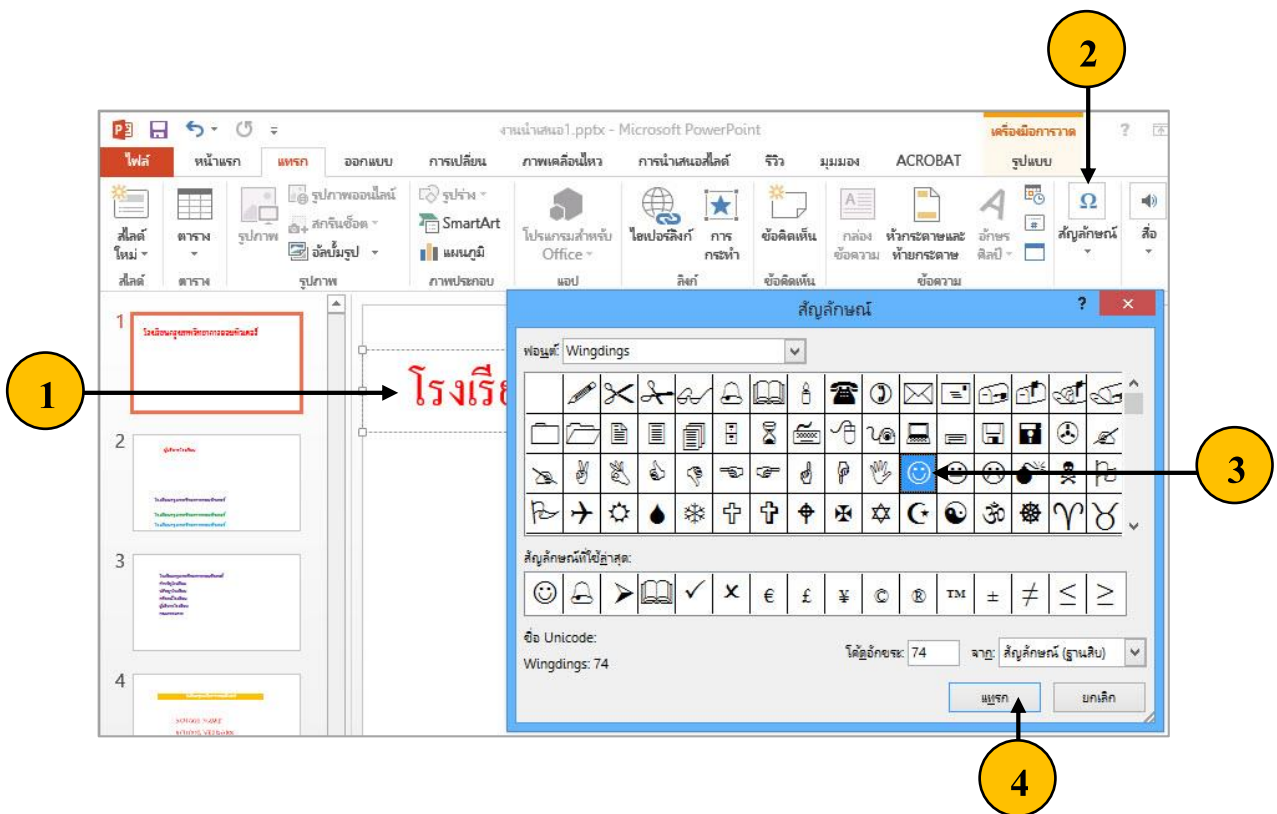 2
งานนำเสนอ1.pptx - Microsoft PowerPoint
เครื่องมือการวาด
?
ไฟล์ หน้าแรก แทรก ออกแบบ การเปลี่ยน ภาพเคลื่อนไหว การนำเสนอสไลด์ รีวิว มุมมอง ACROBAT รูปแบบ
สไลด์ใหม่
ตาราง
รูปภาพ
รูปภาพออนไลน์
สกรีนช็อต
อัลบั้มรูป
รูปร่าง
SmartArt
แผนภูมิ
โปรแกรมสำหรับ
Office
ไฮเปอร์ลิงก์
การ
กระทำ
ข้อคิดเห็น
กล่อง
ข้อความ
หัวกระดาษและ
ท้ายกระดาษ
อักษร
ศิลป์
Ω
สัญลักษณ์
สื่อ
สไลด์ ตาราง รูปภาพ ภาพประกอบ แอป ลิงก์ ข้อคิดเห็น ข้อความ
1
2
3
4
1
โรงเรี
สัญลักษณ์
?
ฟอนต์: Wingdings
3
สัญลักษณ์ที่ใช้ล่าสุด:
€ £ ¥ © ® TM ± ≠ ≤ ≥
ชื่อ Unicode:
Wingdings: 74
โค้ดอักขระ: 74 จาก: สัญลักษณ์ (ฐานสิบ)
แทรก ยกเลิก
4